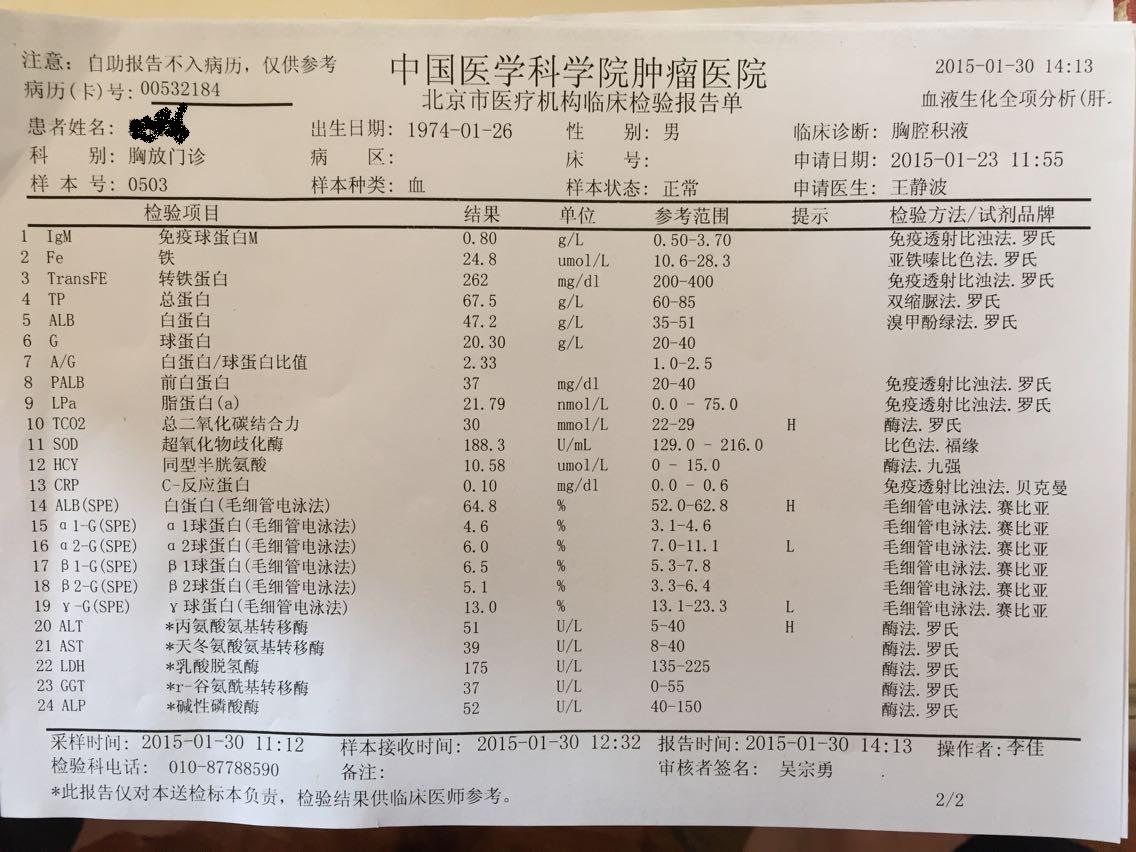 注意: 自助报告不入病历, 仅供参考
中国医学科学院肿瘤医院
2015-01-30 14:13
病历(卡)号: 00532184
北京市医疗机构临床检验报告单
血液生化全项分析(肝
患者姓名: 出生日期: 1974-01-26 性 别: 男 临床诊断: 胸腔积液
科 别: 胸放门诊 病 区: 床 号: 申请日期: 2015-01-23 11:55
样 本 号: 0503 样本种类: 血 样本状态: 正常 申请医生: 王静波
检验项目 结果 单位 参考范围 提示 检验方法/试剂品牌
1 IgM 免疫球蛋白M 0.80 g/L 0.50-3.70 免疫透射比浊法.罗氏
2 Fe 铁 24.8 umol/L 10.6-28.3 亚铁嗪比色法.罗氏
3 TransFE 转铁蛋白 262 mg/dl 200-400 免疫透射比浊法.罗氏
4 TP 总蛋白 67.5 g/L 60-85 双缩脲法.罗氏
5 ALB 白蛋白 47.2 g/L 35-51 溴甲酚绿法.罗氏
6 G 球蛋白 20.30 g/L 20-40
7 A/G 白蛋白/球蛋白比值 2.33 1.0-2.5
8 PALB 前白蛋白 37 mg/dl 20-40 免疫透射比浊法.罗氏
9 LPa 脂蛋白(a) 21.79 nmol/L 0.0 - 75.0 免疫透射比浊法.罗氏
10 TCO2 总二氧化碳结合力 30 mmol/L 22-29 H 酶法.罗氏
11 SOD 超氧化物歧化酶 188.3 U/mL 129.0 - 216.0 比色法.福缘
12 HCY 同型半胱氨酸 10.58 umol/L 0 - 15.0 酶法.九强
13 CRP C-反应蛋白 0.10 mg/dl 0.0 - 0.6 免疫透射比浊法.贝克曼
14 ALB(SPE) 白蛋白(毛细管电泳法) 64.8 % 52.0-62.8 H 毛细管电泳法.赛比亚
15 α1-G(SPE) α1球蛋白(毛细管电泳法) 4.6 % 3.1-4.6 毛细管电泳法.赛比亚
16 α2-G(SPE) α2球蛋白(毛细管电泳法) 6.0 % 7.0-11.1 L 毛细管电泳法.赛比亚
17 β1-G(SPE) β1球蛋白(毛细管电泳法) 6.5 % 5.3-7.8 毛细管电泳法.赛比亚
18 β2-G(SPE) β2球蛋白(毛细管电泳法) 5.1 % 3.3-6.4 毛细管电泳法.赛比亚
19 γ-G(SPE) γ球蛋白(毛细管电泳法) 13.0 % 13.1-23.3 L 毛细管电泳法.赛比亚
20 ALT *丙氨酸氨基转移酶 51 U/L 5-40 H 酶法.罗氏
21 AST *天冬氨酸氨基转移酶 39 U/L 8-40 酶法.罗氏
22 LDH *乳酸脱氢酶 175 U/L 135-225 酶法.罗氏
23 GGT *r-谷氨酰基转移酶 37 U/L 0-55 酶法.罗氏
24 ALP *碱性磷酸酶 52 U/L 40-150 酶法.罗氏
采样时间: 2015-01-30 11:12 样本接收时间: 2015-01-30 12:32 报告时间: 2015-01-30 14:13 操作者: 李佳
检验科电话: 010-87788590 备注: 审核者签名: 吴宗勇
*此报告仅对本送检标本负责, 检验结果供临床医师参考。
2/2